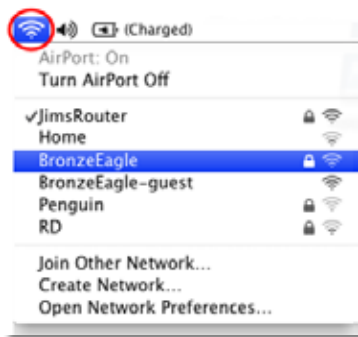 (Charged)
AirPort: On
Turn AirPort Off
✓JimsRouter
Home
BronzeEagle
BronzeEagle-guest
Penguin
RD
Join Other Network...
Create Network...
Open Network Preferences...